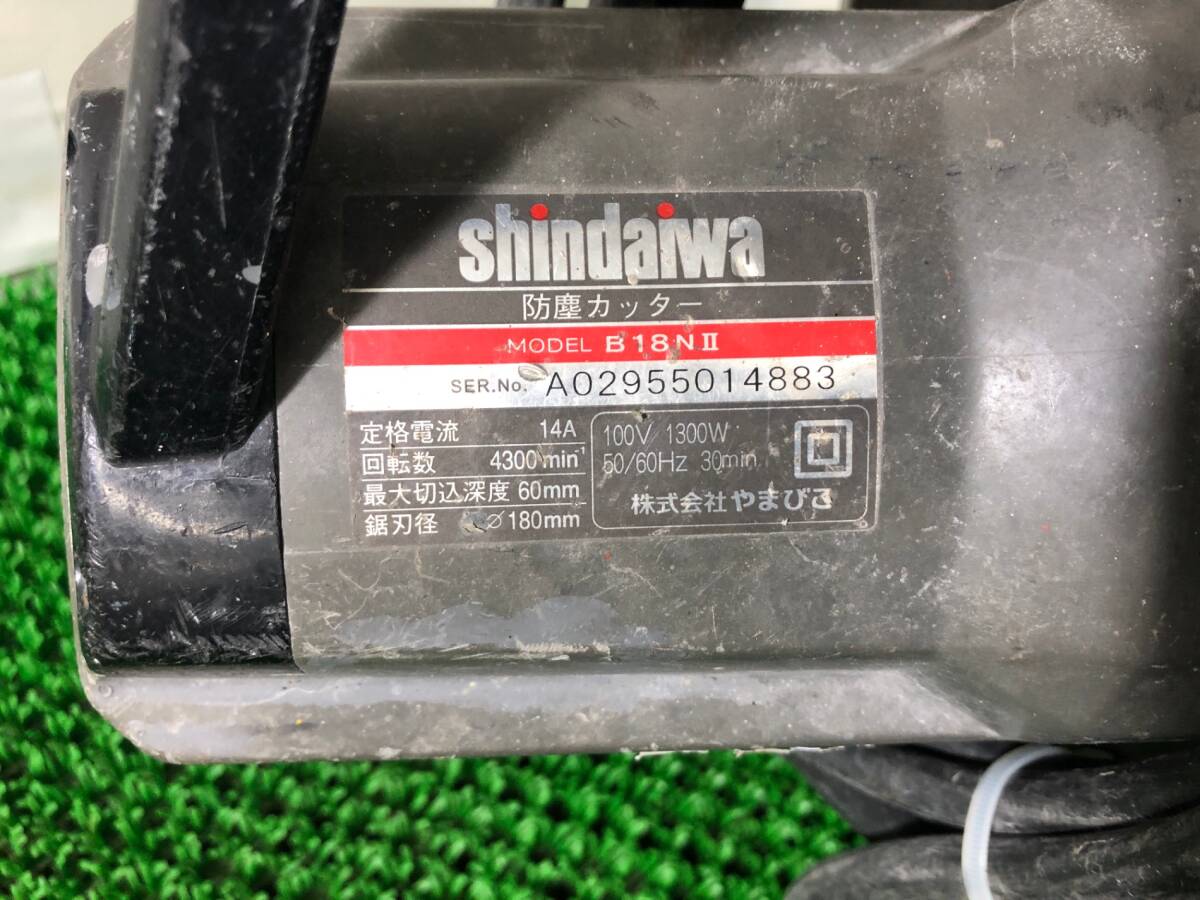 shindaiwa
防塵カッター
MODEL B18NⅡ
SER.No. A02955014883
定格電流 14A
回転数 4300min⁻¹
最大切込深度 60mm
鋸刃径 ⌀180mm
100V 1300W
50/60Hz 30min
株式会社やまびこ